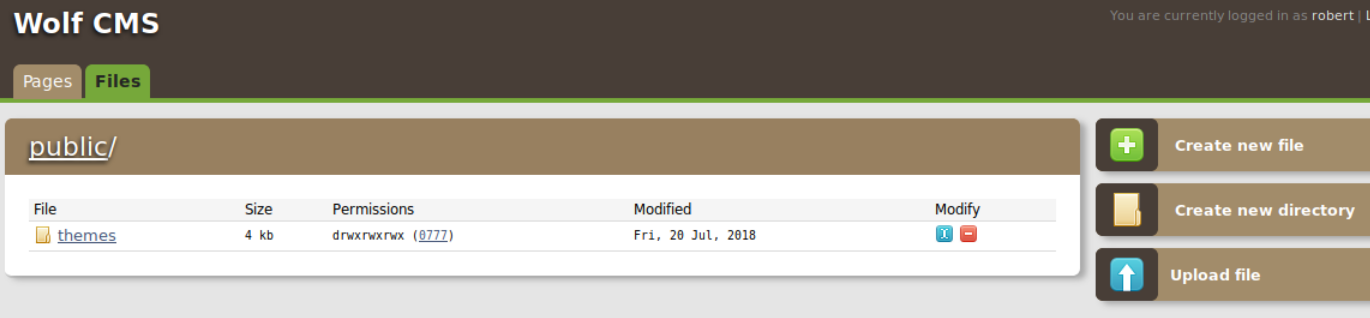 Wolf CMS
You are currently logged in as robert |
Pages Files
public/
File Size Permissions Modified Modify
themes 4 kb drwxrwxrwx (0777) Fri, 20 Jul, 2018
Create new file
Create new directory
Upload file